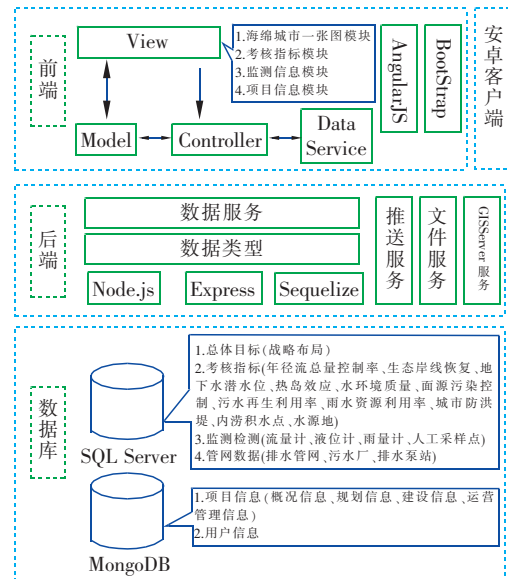 前端
View
1.海绵城市一张图模块
2.考核指标模块
3.监测信息模块
4.项目信息模块
Model
Controller
Data
Service
AngularJS
BootStrap
安卓客户端
后端
数据服务
数据类型
Node.js
Express
Sequelize
推送服务
文件服务
GISServer服务
数据库
SQL Server
1.总体目标(战略布局)
2.考核指标(年径流总量控制率、生态岸线恢复、地
下水潜水位、热岛效应、水环境质量、面源污染控
制、污水再生利用率、雨水资源利用率、城市防洪
堤、内涝积水点、水源地)
3.监测检测(流量计、液位计、雨量计、人工采样点)
4.管网数据(排水管网、污水厂、排水泵站)
MongoDB
1.项目信息(概况信息、规划信息、建设信息、运营
管理信息)
2.用户信息